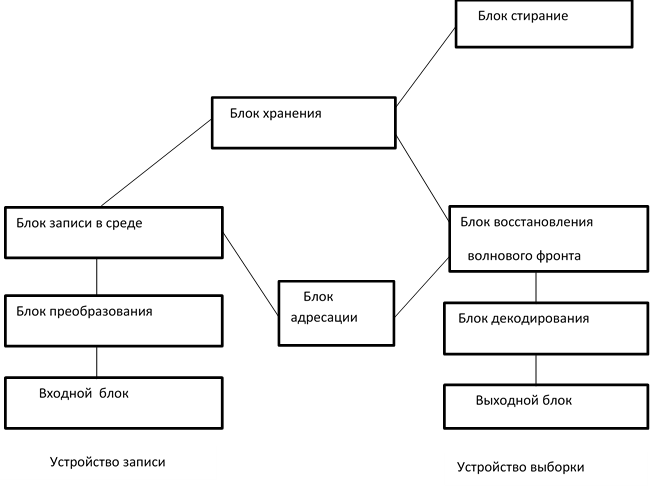 Блок стирание
Блок хранения
Блок записи в среде
Блок восстановления
волнового фронта
Блок
адресации
Блок преобразования
Блок декодирования
Входной блок
Выходной блок
Устройство записи
Устройство выборки